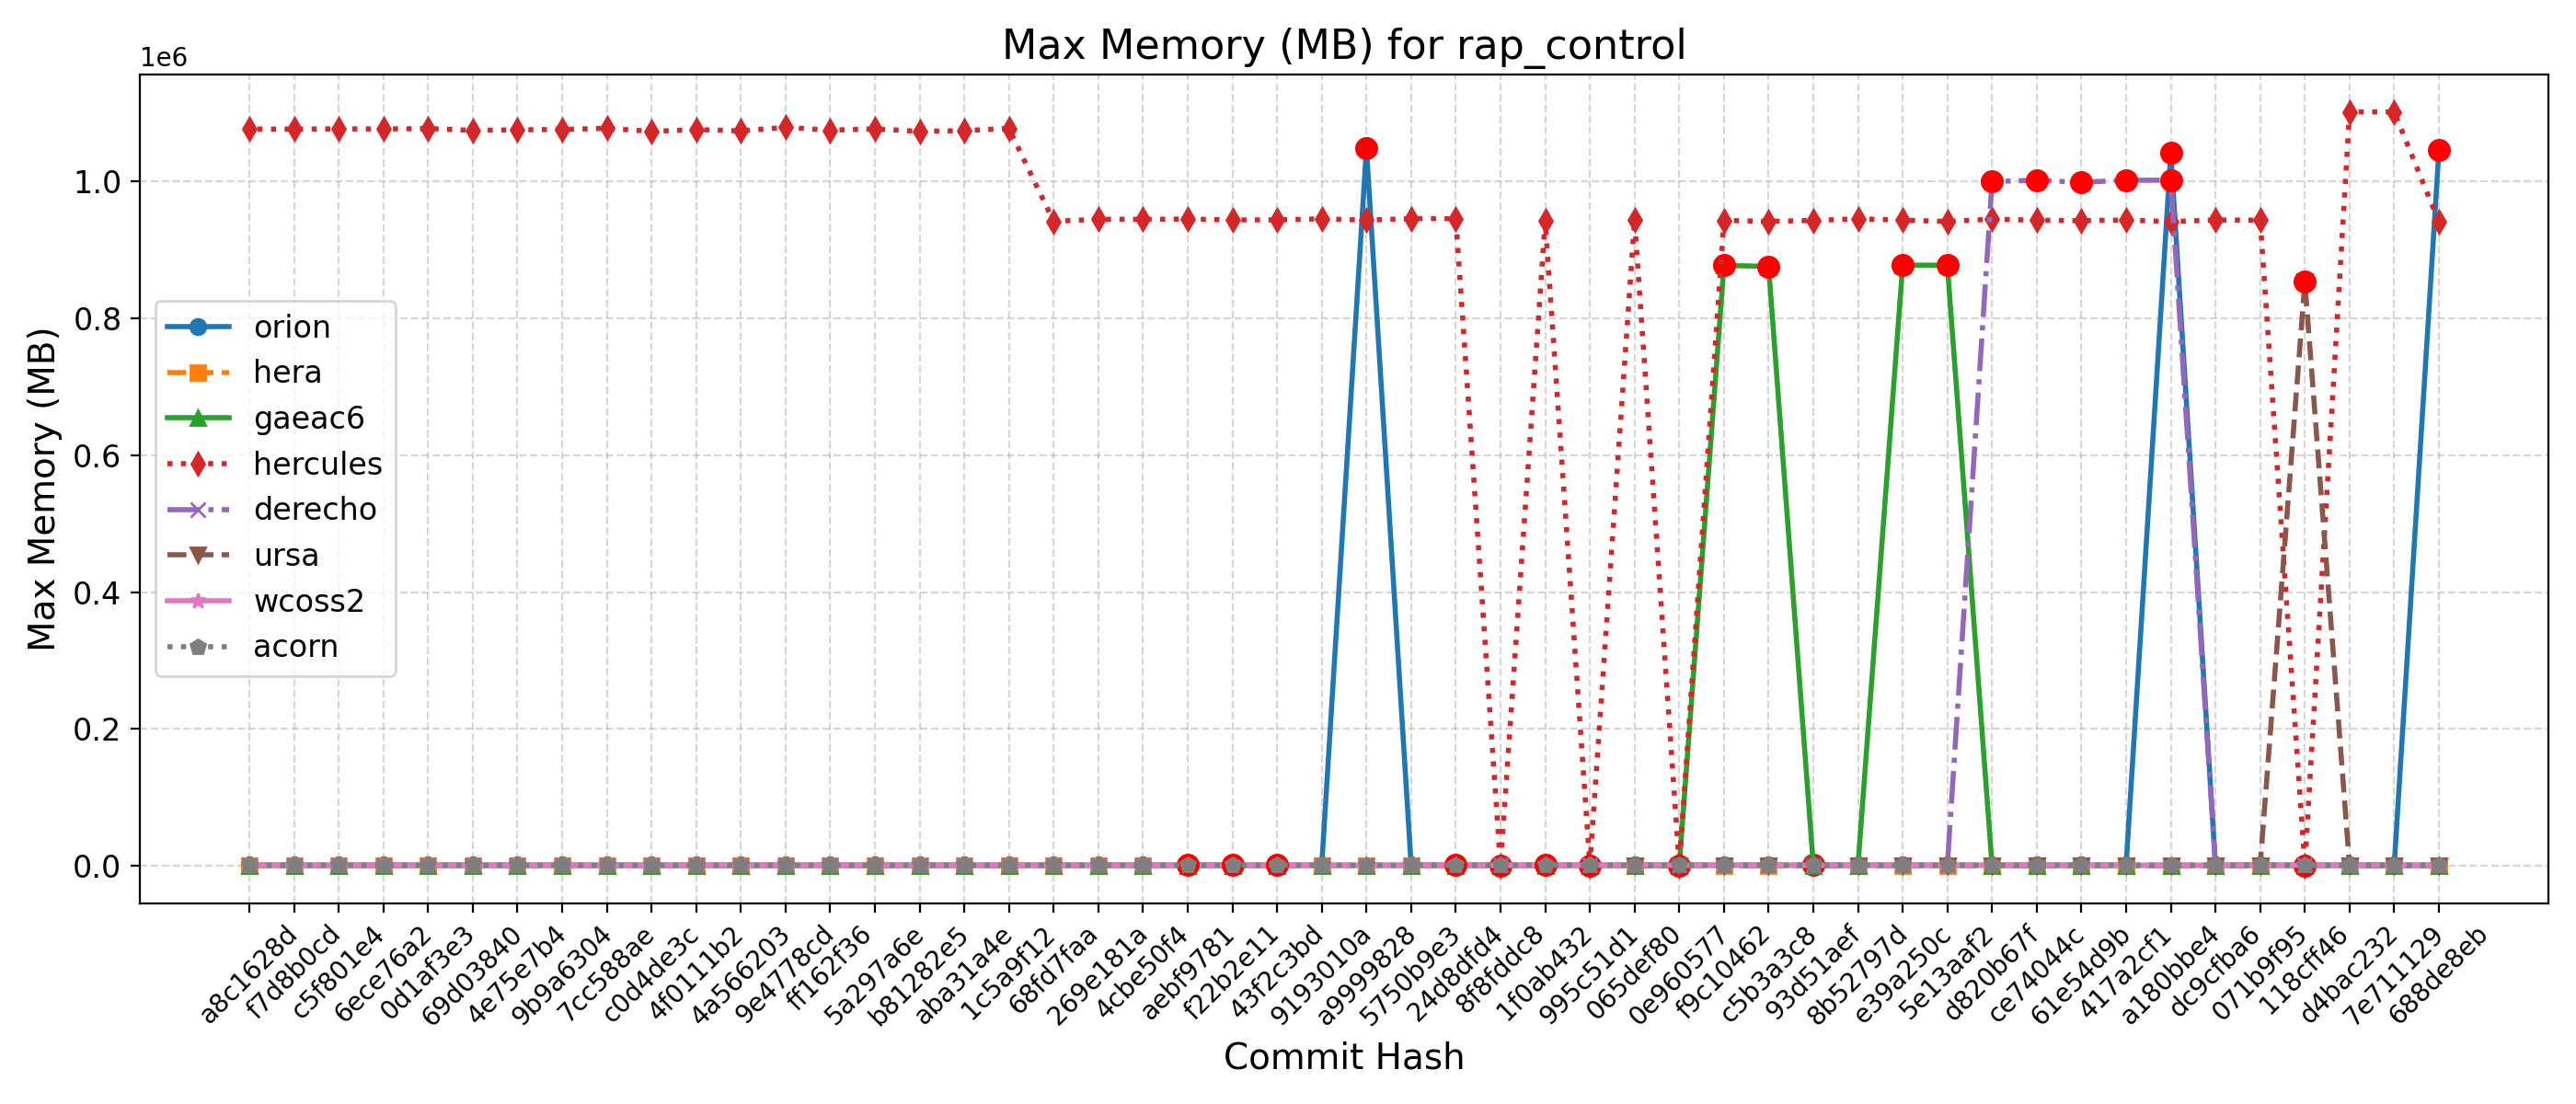 Max Memory (MB) for rap_control
1e6
Max Memory (MB)
1.0
0.8
0.6
0.4
0.2
0.0
orion
hera
gaeac6
hercules
derecho
ursa
wcoss2
acorn
a8c1628d
f7d8b0cd
c5f801e4
6ece76a2
0d1af3e3
69d03840
4e75e7b4
9b9a6304
7cc588ae
c0d4de3c
4f0111b2
4a566203
9e4778cd
ff162f36
5a297a6e
b81282e5
aba31a4e
1c5a9f12
68fd7faa
269e181a
4cbe50f4
aebf9781
f22b2e11
43f2c3bd
9193010a
a9999828
5750b9e3
24d8dfd4
8f8fddc8
1f0ab432
995c51d1
065def80
0e960577
f9c10462
c5b3a3c8
93d51aef
8b52797d
e39a250c
5e13aaf2
d820b67f
ce74044c
61e54d9b
417a2cf1
a180bbe4
dc9cfba6
071b9f95
118cff46
d4bac232
7e711129
688de8eb
Commit Hash